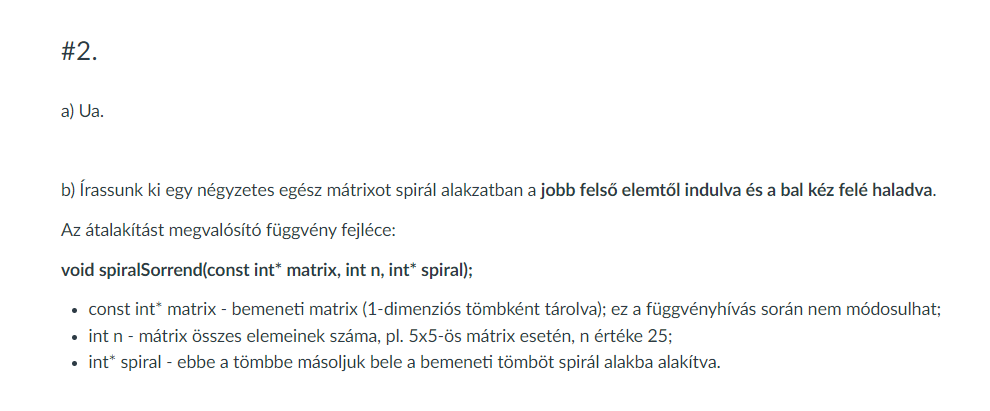 #2.
a) Ua.
b) Írassunk ki egy négyzetes egész mátrixot spirál alakzatban a jobb felső elemtől indulva és a bal kéz felé haladva.
Az átalakítást megvalósító függvény fejléce:
void spiralSorrend(const int* matrix, int n, int* spiral);
• const int* matrix - bemeneti matrix (1-dimenziós tömbként tárolva); ez a függvényhívás során nem módosulhat;
• int n - mátrix összes elemeinek száma, pl. 5x5-ös mátrix esetén, n értéke 25;
• int* spiral - ebbe a tömbbe másoljuk bele a bemeneti tömböt spirál alakba alakítva.